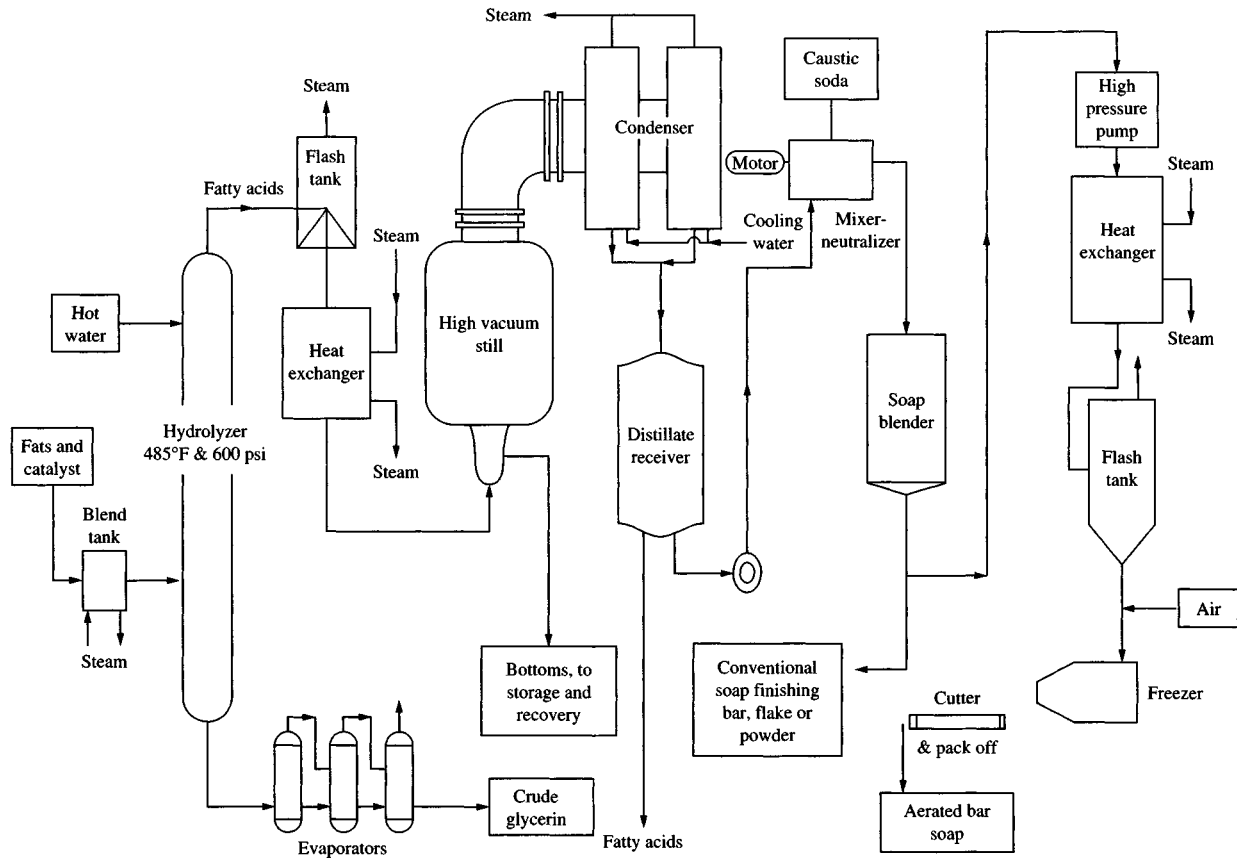 Steam
Caustic
soda
High
pressure
pump
Steam
Flash
tank
Condenser
Motor
Steam
Fatty acids
Steam
Cooling
water
Mixer-
neutralizer
Heat
exchanger
Hot
water
High vacuum
still
Steam
Heat
exchanger
Soap
blender
Hydrolyzer
485°F & 600 psi
Distillate
receiver
Fats and
catalyst
Steam
Flash
tank
Blend
tank
Air
Steam
Bottoms, to
storage and
recovery
Conventional
soap finishing
bar, flake or
powder
Freezer
Cutter
& pack off
Crude
glycerin
Aerated bar
soap
Evaporators
Fatty acids